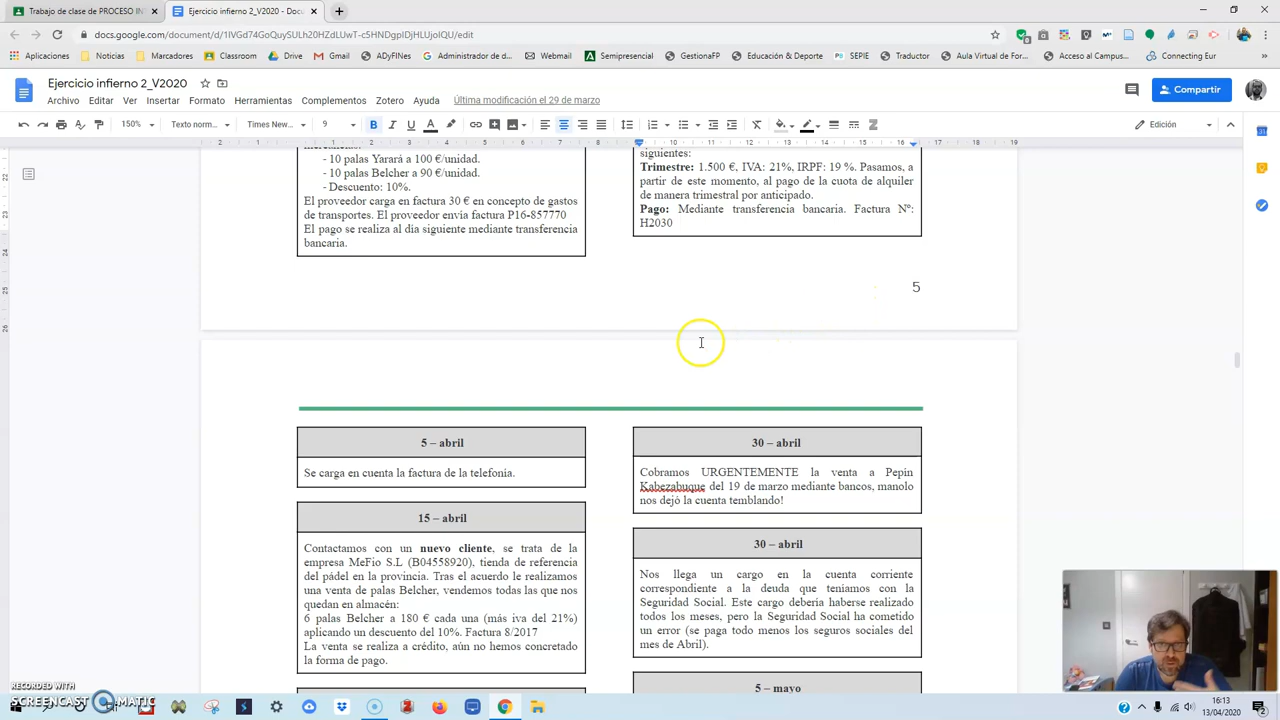 Trabajo de clase de PROCESO IN
Ejercicio infierno 2_V2020 - Docu
docs.google.com/document/d/1IVGd74GoQuySULh20HZdLUwT-c5HNDgpIDjHLUjoIQU/edit
Aplicaciones
Noticias
Marcadores
Classroom
Drive
Gmail
ADyFINes
GestionAFP
Webmail
Semipresencial
GestionaFP
Educación & Deporte
SEPIE
Traductor
Aula Virtual de For...
Acceso al Campus...
Connecting Eur
Ejercicio infierno 2_V2020
Archivo Editar Ver Insertar Formato Herramientas Complementos Zotero Ayuda Última modificación el 29 de marzo
Compartir
150% Texto norm... Times New... 9
Edición
- 10 palas Yarará a 100 €/unidad.
- 10 palas Belcher a 90 €/unidad.
- Descuento: 10%.
El proveedor carga en factura 30 € en concepto de gastos
de transportes. El proveedor envía factura P16-857770
El pago se realiza al día siguiente mediante transferencia
bancaria.
siguientes:
Trimestre: 1.500 €, IVA: 21%, IRPF: 19 %. Pasamos, a
partir de este momento, al pago de la cuota de alquiler
de manera trimestral por anticipado.
Pago: Mediante transferencia bancaria. Factura Nº:
H2030
5
5 – abril
Se carga en cuenta la factura de la telefonía.
15 – abril
Contactamos con un nuevo cliente, se trata de la
empresa MeFio S.L (B04558920), tienda de referencia
del pádel en la provincia. Tras el acuerdo le realizamos
una venta de palas Belcher, vendemos todas las que nos
quedan en almacén:
6 palas Belcher a 180 € cada una (más iva del 21%)
aplicando un descuento del 10%. Factura 8/2017
La venta se realiza a crédito, aún no hemos concretado
la forma de pago.
30 – abril
Cobramos URGENTEMENTE la venta a Pepin
Kabezabuque del 19 de marzo mediante bancos, manolo
nos dejó la cuenta temblando!
30 – abril
Nos llega un cargo en la cuenta corriente
correspondiente a la deuda que teníamos con la
Seguridad Social. Este cargo debería haberse realizado
todos los meses, pero la Seguridad Social ha cometido
un error (se paga todo menos los seguros sociales del
mes de Abril).
5 – mayo
RECORDED WITH
SCREENCAST MATIC
16:13
13/04/2020